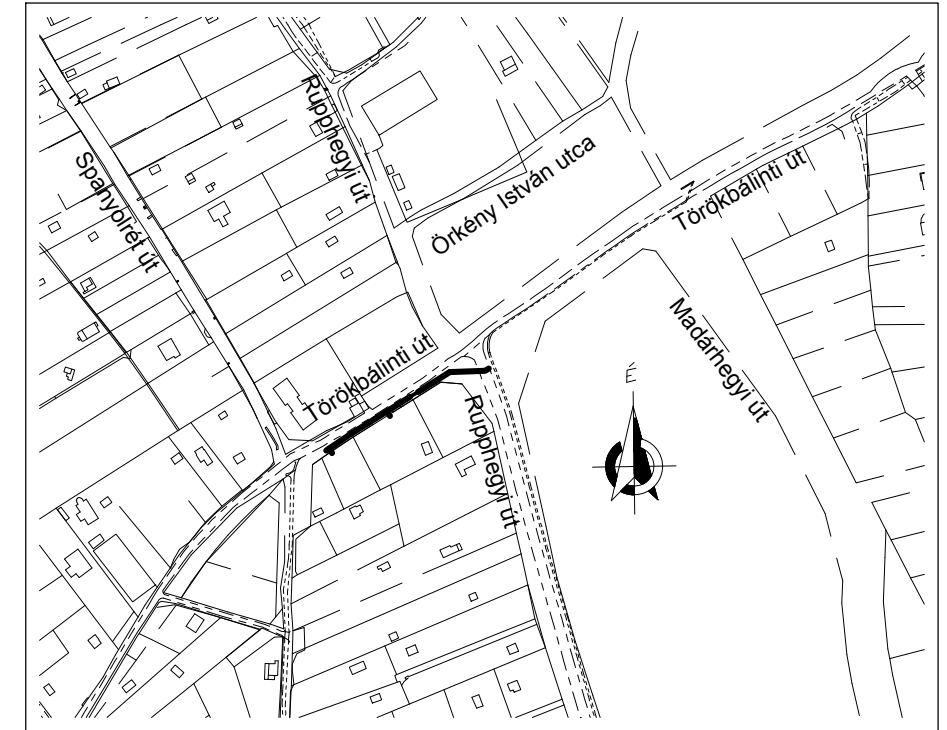 Rupphegyi út
Spanyolrét út
Örkény István utca
Törökbálinti út
Törökbálinti út
Madárhegyi út
Rupphegyi út
É